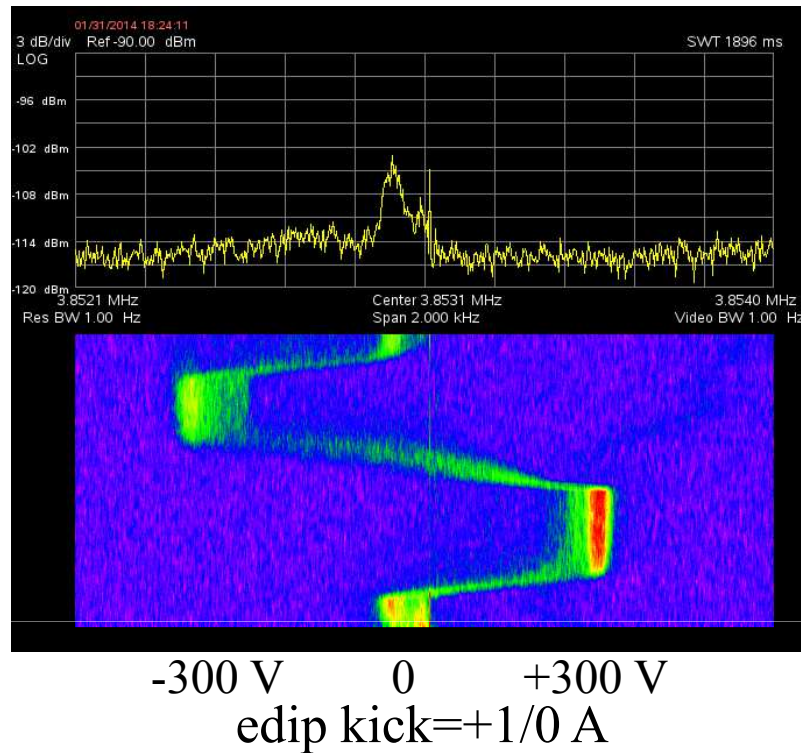 01/31/2014 18:24:11
3 dB/div Ref -90.00 dBm SWT 1896 ms
LOG
-96 dBm
-102 dBm
-108 dBm
-114 dBm
-120 dBm
3.8521 MHz Center 3.8531 MHz 3.8540 MHz
Res BW 1.00 Hz Span 2.000 kHz Video BW 1.00 Hz
-300 V 0 +300 V
edip kick=+1/0 A